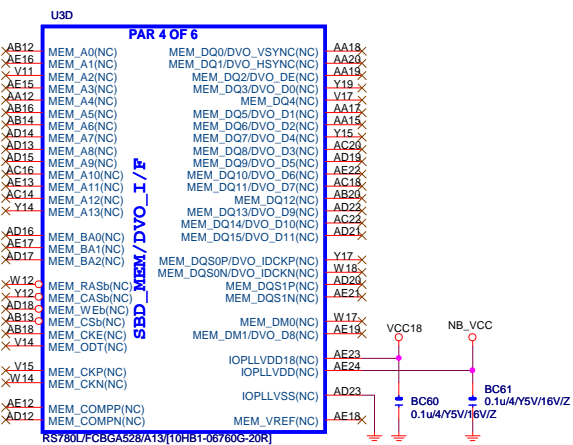 U3D
PAR 4 OF 6
AB12 MEM_A0(NC) MEM_DQ0/DVO_VSYNC(NC) AA18
AE16 MEM_A1(NC) MEM_DQ1/DVO_HSYNC(NC) AA20
V11 MEM_A2(NC) MEM_DQ2/DVO_DE(NC) AA19
AE15 MEM_A3(NC) MEM_DQ3/DVO_D0(NC) Y19
AA12 MEM_A4(NC) MEM_DQ4(NC) V17
AB16 MEM_A5(NC) MEM_DQ5/DVO_D1(NC) AA17
AB14 MEM_A6(NC) MEM_DQ6/DVO_D2(NC) AA15
AD14 MEM_A7(NC) MEM_DQ7/DVO_D4(NC) Y15
AD13 MEM_A8(NC) MEM_DQ8/DVO_D3(NC) AC20
AD15 MEM_A9(NC) MEM_DQ9/DVO_D5(NC) AD19
AC16 MEM_A10(NC) MEM_DQ10/DVO_D6(NC) AE22
AE13 MEM_A11(NC) MEM_DQ11/DVO_D7(NC) AC18
AC14 MEM_A12(NC) MEM_DQ12(NC) AB20
Y14 MEM_A13(NC) MEM_DQ13/DVO_D9(NC) AD22
MEM_DQ14/DVO_D10(NC) AC22
AD16 MEM_BA0(NC) MEM_DQ15/DVO_D11(NC) AD21
AE17 MEM_BA1(NC)
AD17 MEM_BA2(NC) MEM_DQS0P/DVO_IDCKP(NC) Y17
MEM_DQS0N/DVO_IDCKN(NC) W18
W12 MEM_RASb(NC) MEM_DQS1P(NC) AD20
Y12 MEM_CASb(NC) MEM_DQS1N(NC) AE21
AD18 MEM_WEb(NC)
AB13 MEM_CSb(NC) MEM_DM0(NC) W17
AB18 MEM_CKE(NC) MEM_DM1/DVO_D8(NC) AE19
V14 MEM_ODT(NC)
SBD_MEM/DVO_I/F
VCC18 NB_VCC
IOPLLVDD18(NC) AE23
V15 MEM_CKP(NC) IOPLLVDD(NC) AE24
W14 MEM_CKN(NC)
IOPLLVSS(NC) AD23
AE12 MEM_COMPP(NC)
AD12 MEM_COMPN(NC) MEM_VREF(NC) AE18
BC60
0.1u/4/Y5V/16V/Z
BC61
0.1u/4/Y5V/16V/Z
RS780L/FCBGA528/A13/[10HB1-06760G-20R]